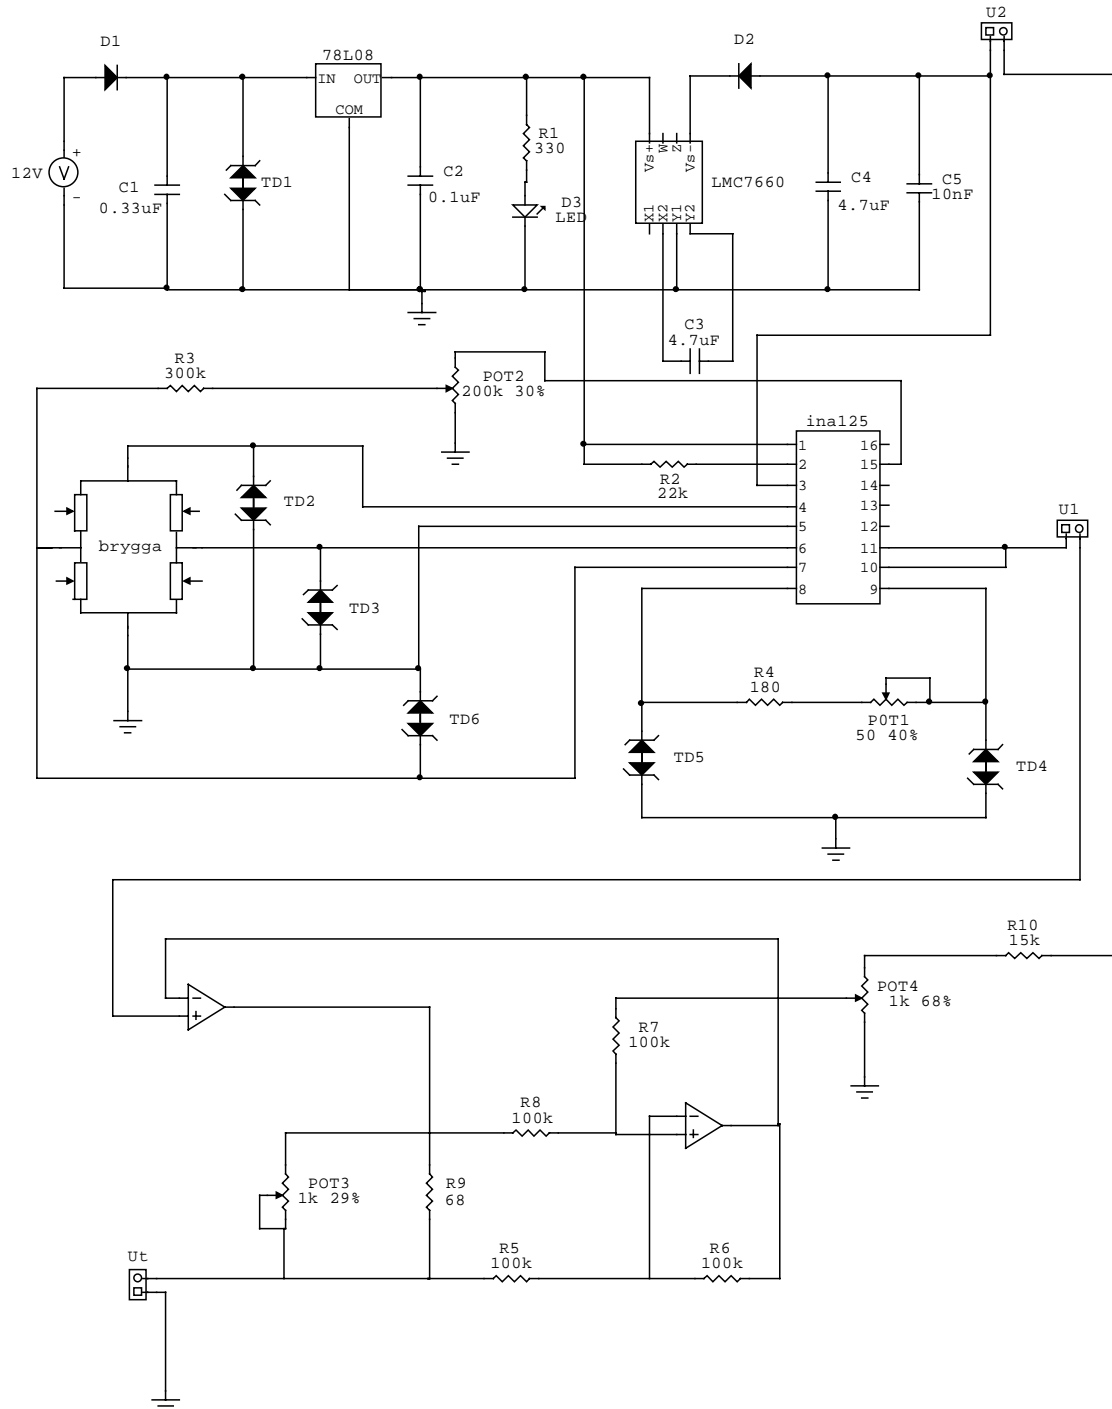 U2
D1
D2
78L08
IN OUT
COM
R1
330
Vs+
W
Z
Vs-
LMC7660
+
12V
V
-
C1
0.33uF
TD1
C2
0.1uF
D3
LED
X1
X2
Y1
Y2
C4
4.7uF
C5
10nF
C3
4.7uF
R3
300k
POT2
200k 30%
ina125
1 16
2 15
3 14
4 13
5 12
6 11
7 10
8 9
R2
22k
TD2
U1
brygga
TD3
R4
180
POT1
50 40%
TD6
TD5
TD4
R10
15k
POT4
1k 68%
-
+
R7
100k
R8
100k
-
+
POT3
1k 29%
R9
68
R5
100k
R6
100k
Ut